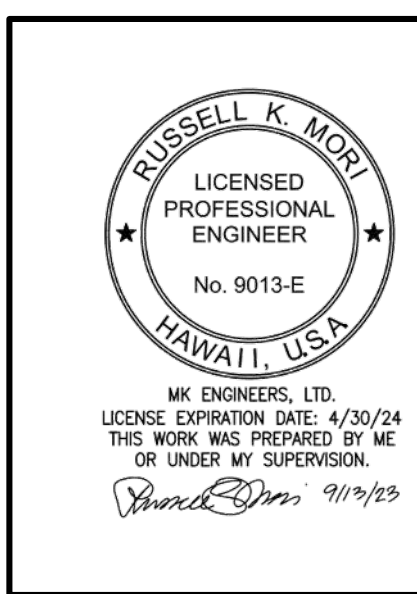 RUSSELL K. MORI
LICENSED
PROFESSIONAL
ENGINEER
No. 9013-E
HAWAII, U.S.A
MK ENGINEERS, LTD.
LICENSE EXPIRATION DATE: 4/30/24
THIS WORK WAS PREPARED BY ME
OR UNDER MY SUPERVISION.
9/13/23